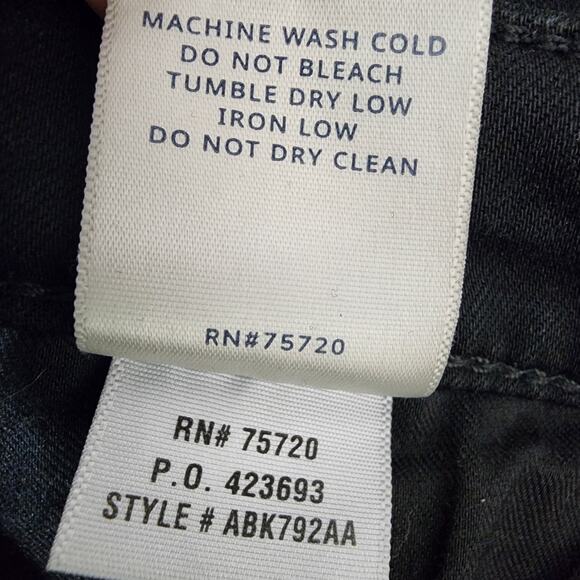 MACHINE WASH COLD
DO NOT BLEACH
TUMBLE DRY LOW
IRON LOW
DO NOT DRY CLEAN
RN#75720
RN# 75720
P.O. 423693
STYLE # ABK792AA